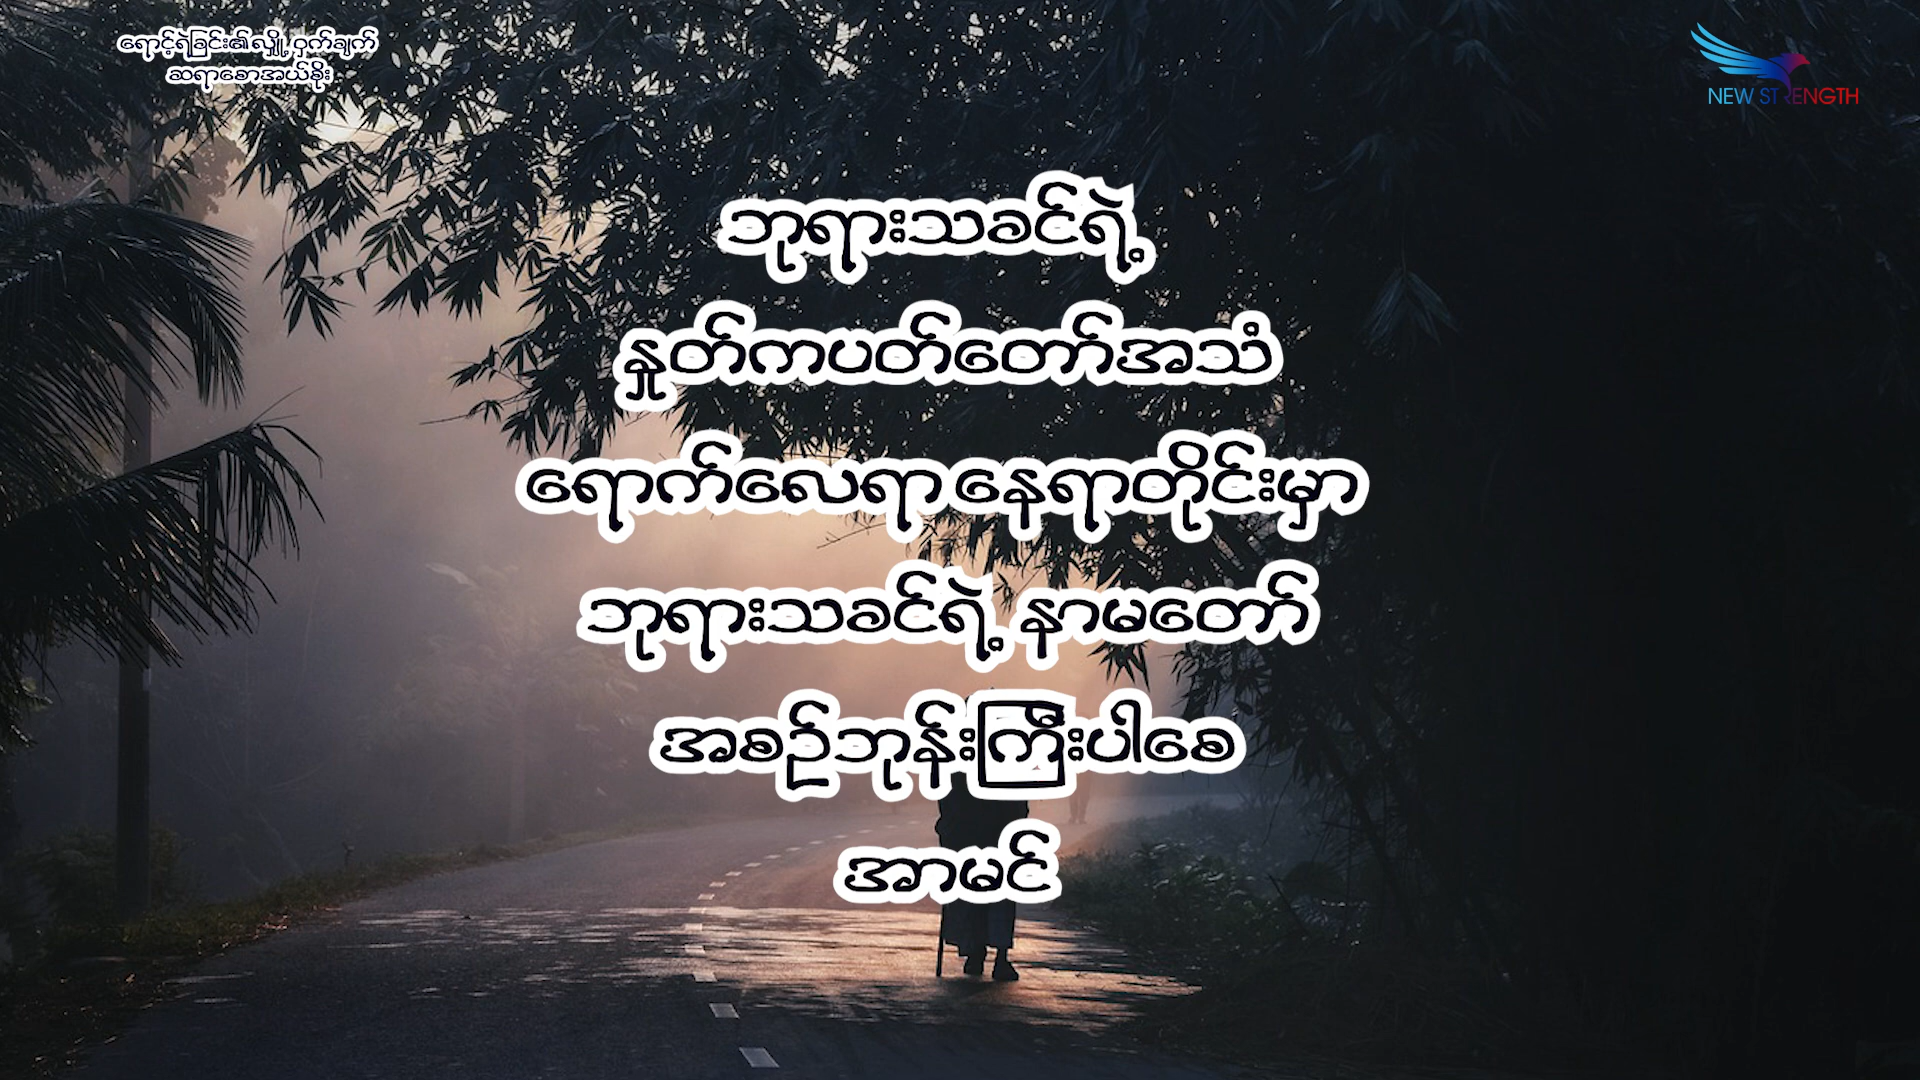 ရောင့်ရဲခြင်း၏လျှို့ဝှက်ချက်
ဆရာစောအယ်စိုး
NEW STRENGTH
ဘုရားသခင်ရဲ့
နှုတ်ကပတ်တော်အသံ
ရောက်လေရာ နေရာတိုင်းမှာ
ဘုရားသခင်ရဲ့ နာမတော်
အစဉ်ဘုန်းကြီးပါစေ
အာမင်